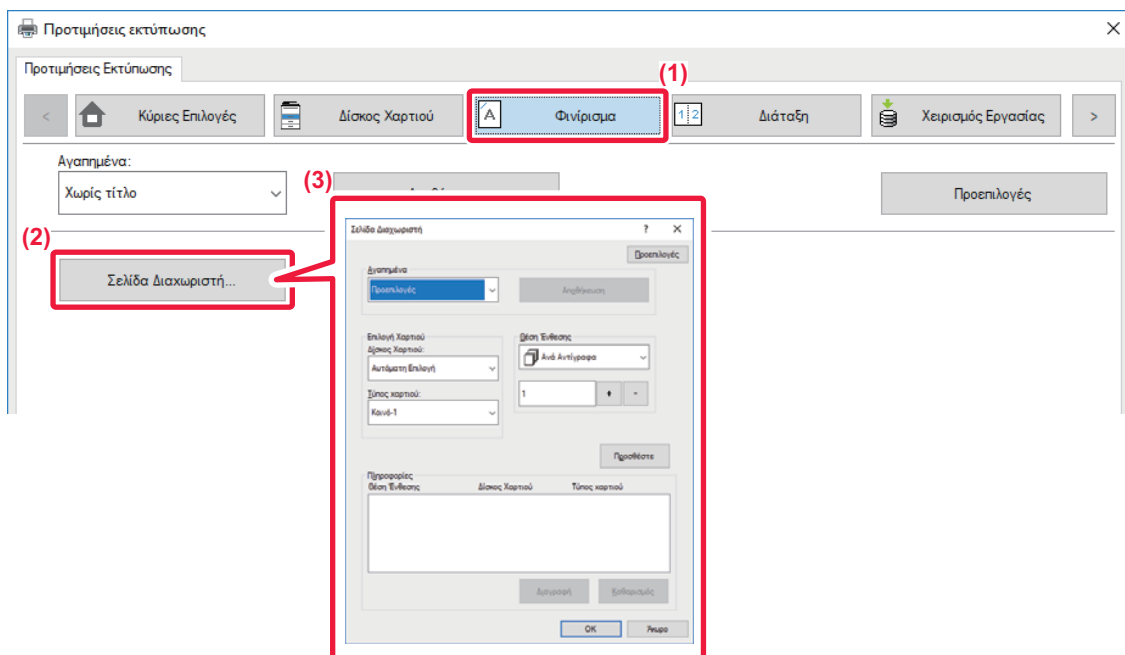 Προτιμήσεις εκτύπωσης
Προτιμήσεις Εκτύπωσης
(1)
< Κύριες Επιλογές Δίσκος Χαρτιού A Φινίρισμα 1 2 Διάταξη Χειρισμός Εργασίας >
Αγαπημένα:
Χωρίς τίτλο
(3)
Προεπιλογές
(2)
Σελίδα Διαχωριστή...
Σελίδα Διαχωριστή ?
Προεπιλογές
Αγαπημένα
Προεπιλογές
Αποθήκευση
Επιλογή Χαρτιού
Δίσκος Χαρτιού:
Αυτόματη Επιλογή
Τύπος χαρτιού:
Κοινό-1
Θέση Ένθεσης
Ανά Αντίγραφα
1 + -
Προσθέστε
Πληροφορίες
Θέση Ένθεσης Δίσκος Χαρτιού Τύπος χαρτιού
Διαγραφή Καθαρισμός
OK Άκυρο